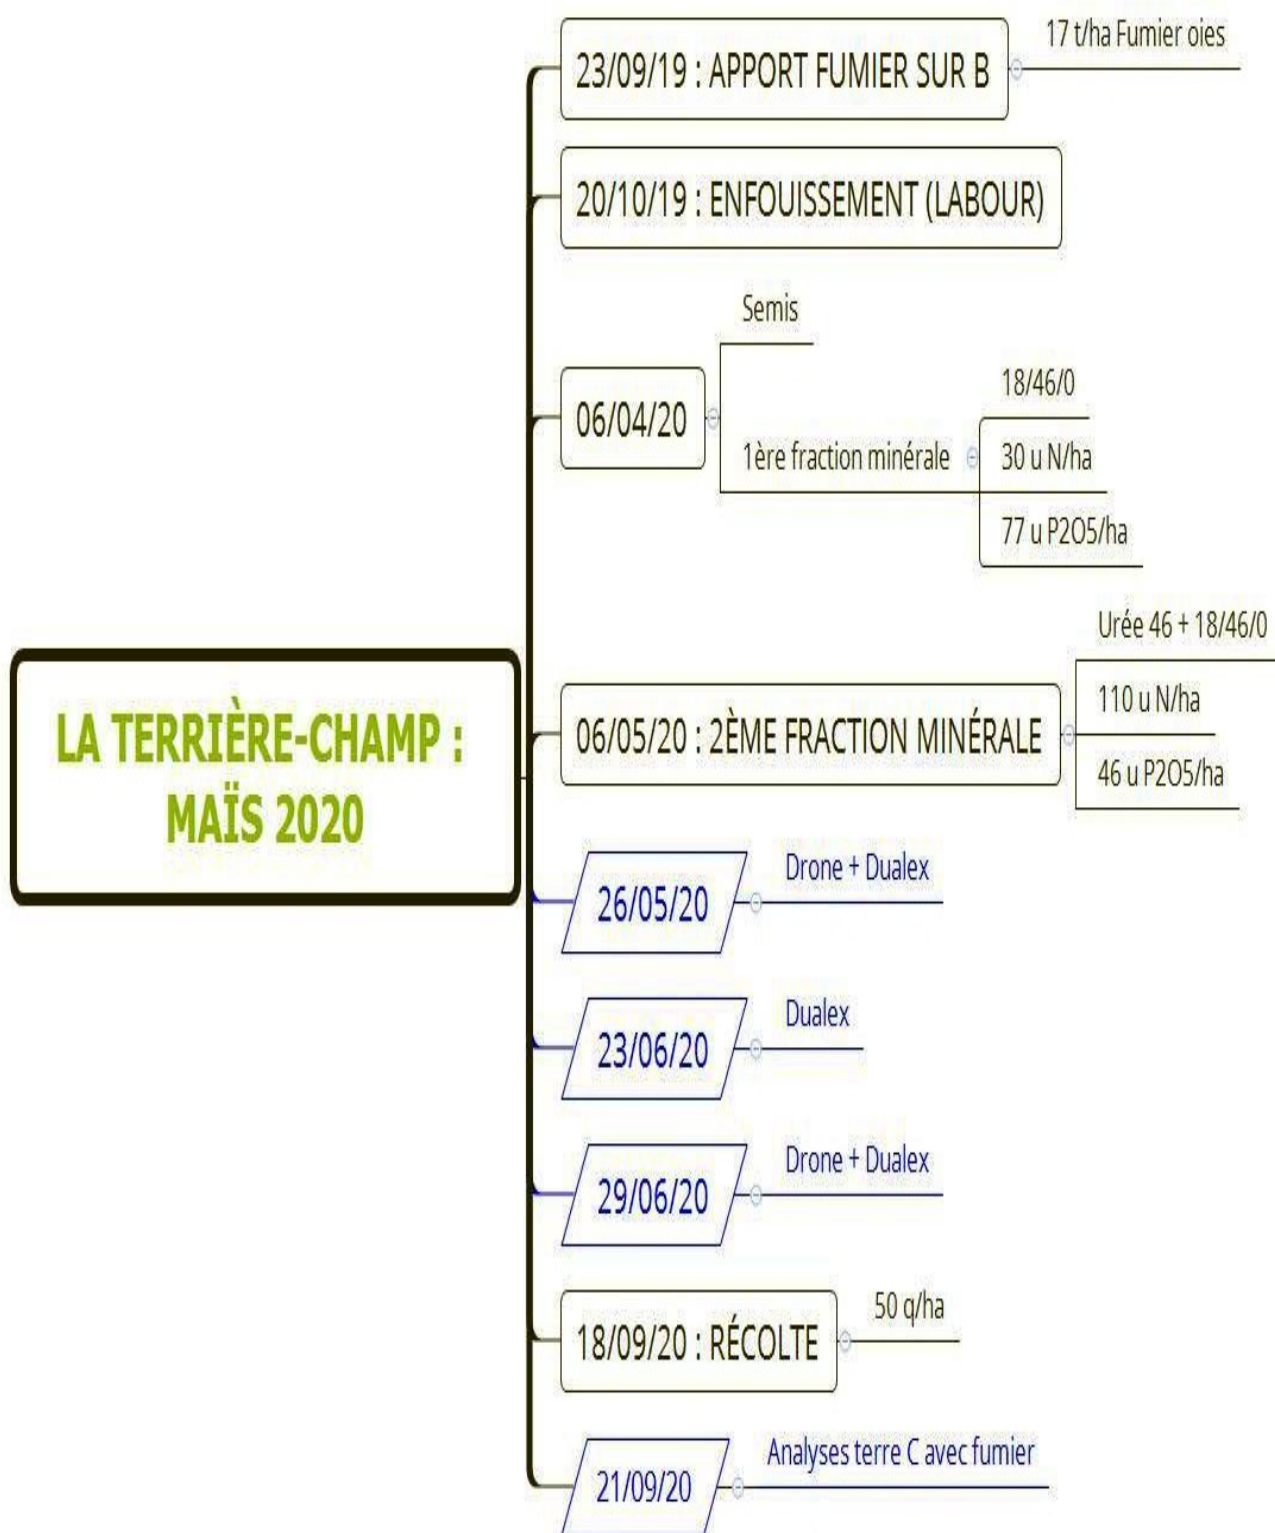 LA TERRIÈRE-CHAMP :
MAÏS 2020
23/09/19 : APPORT FUMIER SUR B
17 t/ha Fumier oies
20/10/19 : ENFOUISSEMENT (LABOUR)
06/04/20
Semis
1ère fraction minérale
18/46/0
30 u N/ha
77 u P2O5/ha
06/05/20 : 2ÈME FRACTION MINÉRALE
Urée 46 + 18/46/0
110 u N/ha
46 u P2O5/ha
26/05/20
Drone + Dualex
23/06/20
Dualex
29/06/20
Drone + Dualex
18/09/20 : RÉCOLTE
50 q/ha
21/09/20
Analyses terre C avec fumier